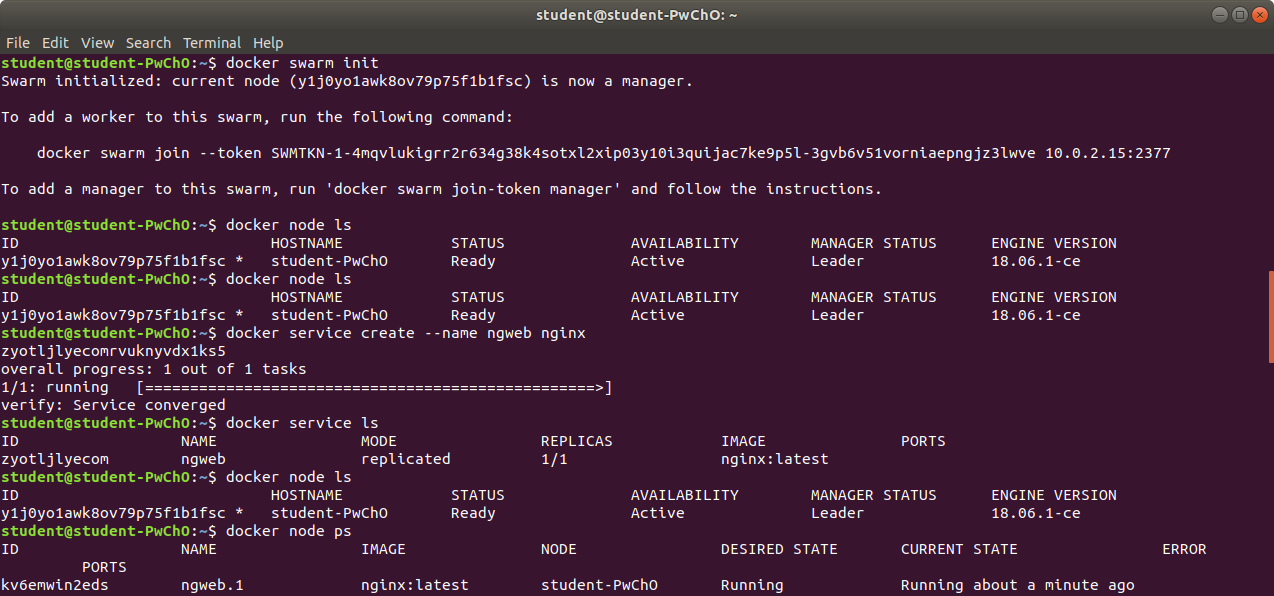 student@student-PwChO: ~
File Edit View Search Terminal Help
student@student-PwChO:~$ docker swarm init
Swarm initialized: current node (y1j0yo1awk8ov79p75f1b1fsc) is now a manager.
To add a worker to this swarm, run the following command:
docker swarm join --token SWMTKN-1-4mqvlukigrr2r634g38k4sotxl2xip03y10i3quijac7ke9p5l-3gvb6v51vorniaepngjz3lwve 10.0.2.15:2377
To add a manager to this swarm, run 'docker swarm join-token manager' and follow the instructions.
student@student-PwChO:~$ docker node ls
ID HOSTNAME STATUS AVAILABILITY MANAGER STATUS ENGINE VERSION
y1j0yo1awk8ov79p75f1b1fsc * student-PwChO Ready Active Leader 18.06.1-ce
student@student-PwChO:~$ docker node ls
ID HOSTNAME STATUS AVAILABILITY MANAGER STATUS ENGINE VERSION
y1j0yo1awk8ov79p75f1b1fsc * student-PwChO Ready Active Leader 18.06.1-ce
student@student-PwChO:~$ docker service create --name ngweb nginx
zyotljlyecomrvuknyvdx1ks5
overall progress: 1 out of 1 tasks
1/1: running [==================================================>]
verify: Service converged
student@student-PwChO:~$ docker service ls
ID NAME MODE REPLICAS IMAGE PORTS
zyotljlyecom ngweb replicated 1/1 nginx:latest
student@student-PwChO:~$ docker node ls
ID HOSTNAME STATUS AVAILABILITY MANAGER STATUS ENGINE VERSION
y1j0yo1awk8ov79p75f1b1fsc * student-PwChO Ready Active Leader 18.06.1-ce
student@student-PwChO:~$ docker node ps
ID NAME IMAGE NODE DESIRED STATE CURRENT STATE ERROR
PORTS
kv6emwin2eds ngweb.1 nginx:latest student-PwChO Running Running about a minute ago